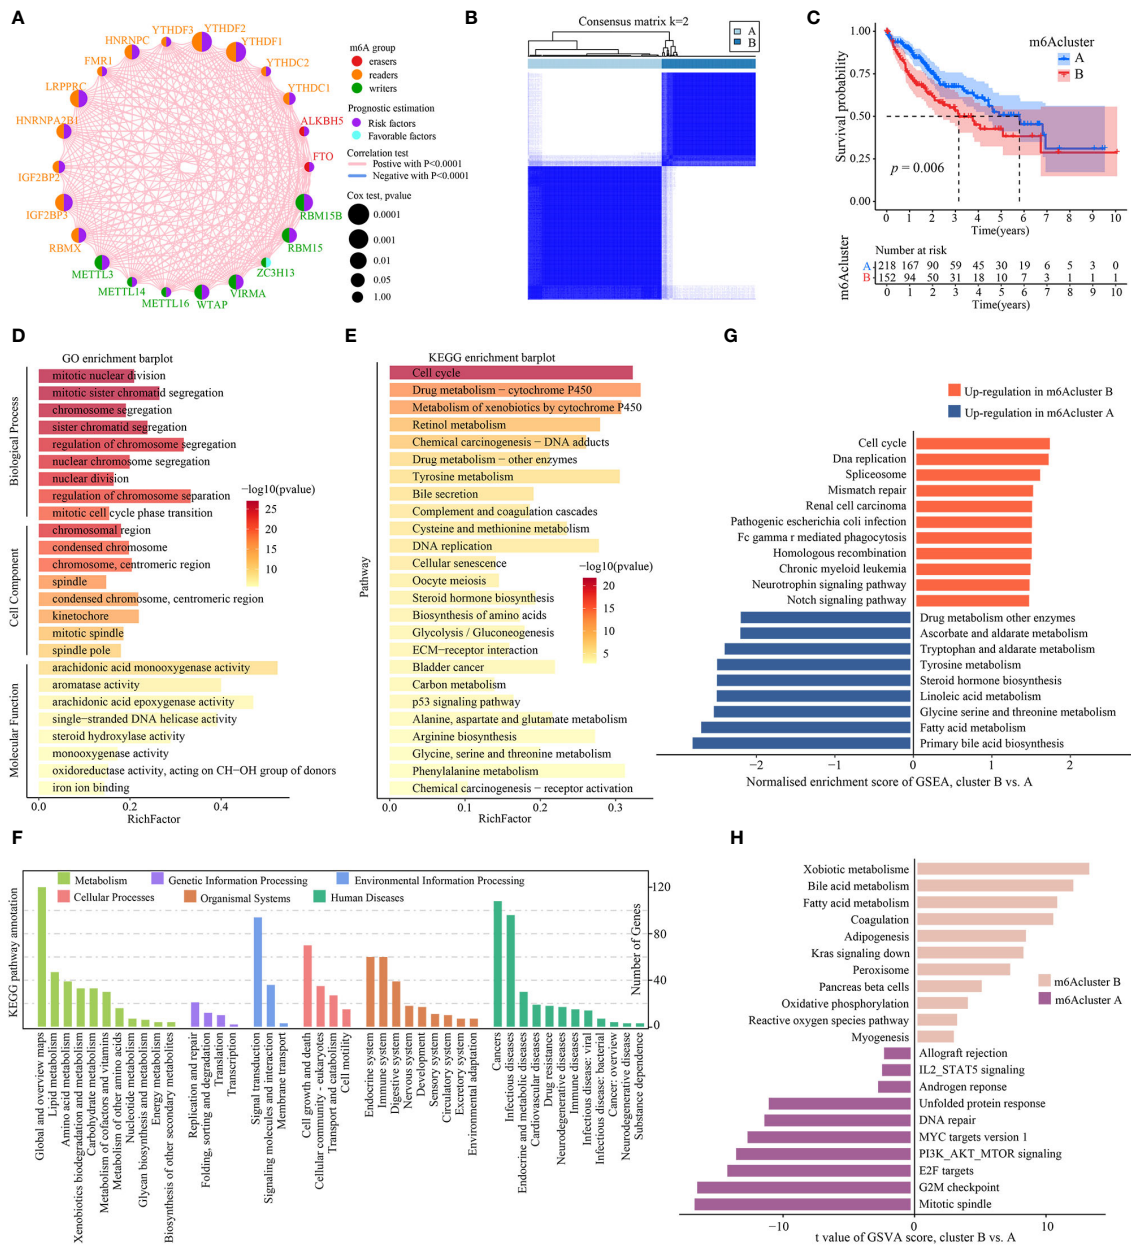 A
YTHDF3
YTHDF2
HNRNPC
YTHDF1
FMR1
YTHDC2
LRPPRC
YTHDC1
HNRNPA2B1
ALKBH5
IGF2BP2
FTO
IGF2BP3
RBM15B
RBMX
RBM15
METTL3
ZC3H13
METTL14
METTL16
WTAP
VIRMA
m6A group
erasers
readers
writers
Prognostic estimation
Risk factors
Favorable factors
Correlation test
Postive with P<0.0001
Negative with P<0.0001
Cox test, pvalue
0.0001
0.001
0.01
0.05
1.00
B
Consensus matrix k=2
A
B
C
m6Acluster
A
B
Survival probability
1.00
0.75
0.50
0.25
0.00
p = 0.006
0 1 2 3 4 5 6 7 8 9 10
Time(years)
Number at risk
m6Acluster
A 218 167 90 59 45 30 19 6 5 3 0
B 152 94 50 31 18 10 7 3 1 1 1
0 1 2 3 4 5 6 7 8 9 10
Time(years)
D
GO enrichment barplot
Biological Process
mitotic nuclear division
mitotic sister chromatid segregation
chromosome segregation
sister chromatid segregation
regulation of chromosome segregation
nuclear chromosome segregation
nuclear division
regulation of chromosome separation
mitotic cell cycle phase transition
Cell Component
chromosomal region
condensed chromosome
chromosome, centromeric region
spindle
condensed chromosome, centromeric region
kinetochore
mitotic spindle
spindle pole
Molecular Function
arachidonic acid monooxygenase activity
aromatase activity
arachidonic acid epoxygenase activity
single−stranded DNA helicase activity
steroid hydroxylase activity
monooxygenase activity
oxidoreductase activity, acting on CH−OH group of donors
iron ion binding
−log10(pvalue)
25
20
15
10
0.0 0.2 0.4
RichFactor
E
KEGG enrichment barplot
Pathway
Cell cycle
Drug metabolism − cytochrome P450
Metabolism of xenobiotics by cytochrome P450
Retinol metabolism
Chemical carcinogenesis − DNA adducts
Drug metabolism − other enzymes
Tyrosine metabolism
Bile secretion
Complement and coagulation cascades
Cysteine and methionine metabolism
DNA replication
Cellular senescence
Oocyte meiosis
Steroid hormone biosynthesis
Biosynthesis of amino acids
Glycolysis / Gluconeogenesis
ECM−receptor interaction
Bladder cancer
Carbon metabolism
p53 signaling pathway
Alanine, aspartate and glutamate metabolism
Arginine biosynthesis
Glycine, serine and threonine metabolism
Phenylalanine metabolism
Chemical carcinogenesis − receptor activation
−log10(pvalue)
20
15
10
5
0.0 0.1 0.2 0.3
RichFactor
G
Up-regulation in m6Acluster B
Up-regulation in m6Acluster A
Cell cycle
Dna replication
Spliceosome
Mismatch repair
Renal cell carcinoma
Pathogenic escherichia coli infection
Fc gamma r mediated phagocytosis
Homologous recombination
Chronic myeloid leukemia
Neurotrophin signaling pathway
Notch signaling pathway
Drug metabolism other enzymes
Ascorbate and aldarate metabolism
Tryptophan and aldarate metabolism
Tyrosine metabolism
Steroid hormone biosynthesis
Linoleic acid metabolism
Glycine serine and threonine metabolism
Fatty acid metabolism
Primary bile acid biosynthesis
−2 −1 0 1 2
Normalised enrichment score of GSEA, cluster B vs. A
F
KEGG pathway annotation
Metabolism
Genetic Information Processing
Environmental Information Processing
Cellular Processes
Organismal Systems
Human Diseases
Number of Genes
120
80
40
0
Global and overview maps
Lipid metabolism
Amino acid metabolism
Xenobiotics biodegradation and metabolism
Carbohydrate metabolism
Metabolism of cofactors and vitamins
Metabolism of other amino acids
Nucleotide metabolism
Glycan biosynthesis and metabolism
Energy metabolism
Biosynthesis of other secondary metabolites
Replication and repair
Folding, sorting and degradation
Translation
Transcription
Signal transduction
Signaling molecules and interaction
Membrane transport
Cell growth and death
Cellular community - eukaryotes
Transport and catabolism
Cell motility
Endocrine system
Immune system
Digestive system
Nervous system
Development
Sensory system
Circulatory system
Excretory system
Environmental adaptation
Cancers
Infectious diseases
Endocrine and metabolic diseases
Cardiovascular diseases
Drug resistance
Neurodegenerative diseases
Immune diseases
Infectious disease: viral
Infectious disease: bacterial
Cancer: overview
Neurodegenerative disease
Substance dependence
H
Xobiotic metabolisme
Bile acid metabolism
Fatty acid metabolism
Coagulation
Adipogenesis
Kras signaling down
Peroxisome
Pancreas beta cells
Oxidative phosphorylation
Reactive oxygen species pathway
Myogenesis
m6Acluster B
m6Acluster A
Allograft rejection
IL2_STAT5 signaling
Androgen reponse
Unfolded protein response
DNA repair
MYC targets version 1
PI3K_AKT_MTOR signaling
E2F targets
G2M checkpoint
Mitotic spindle
−10 0 10
t value of GSVA score, cluster B vs. A